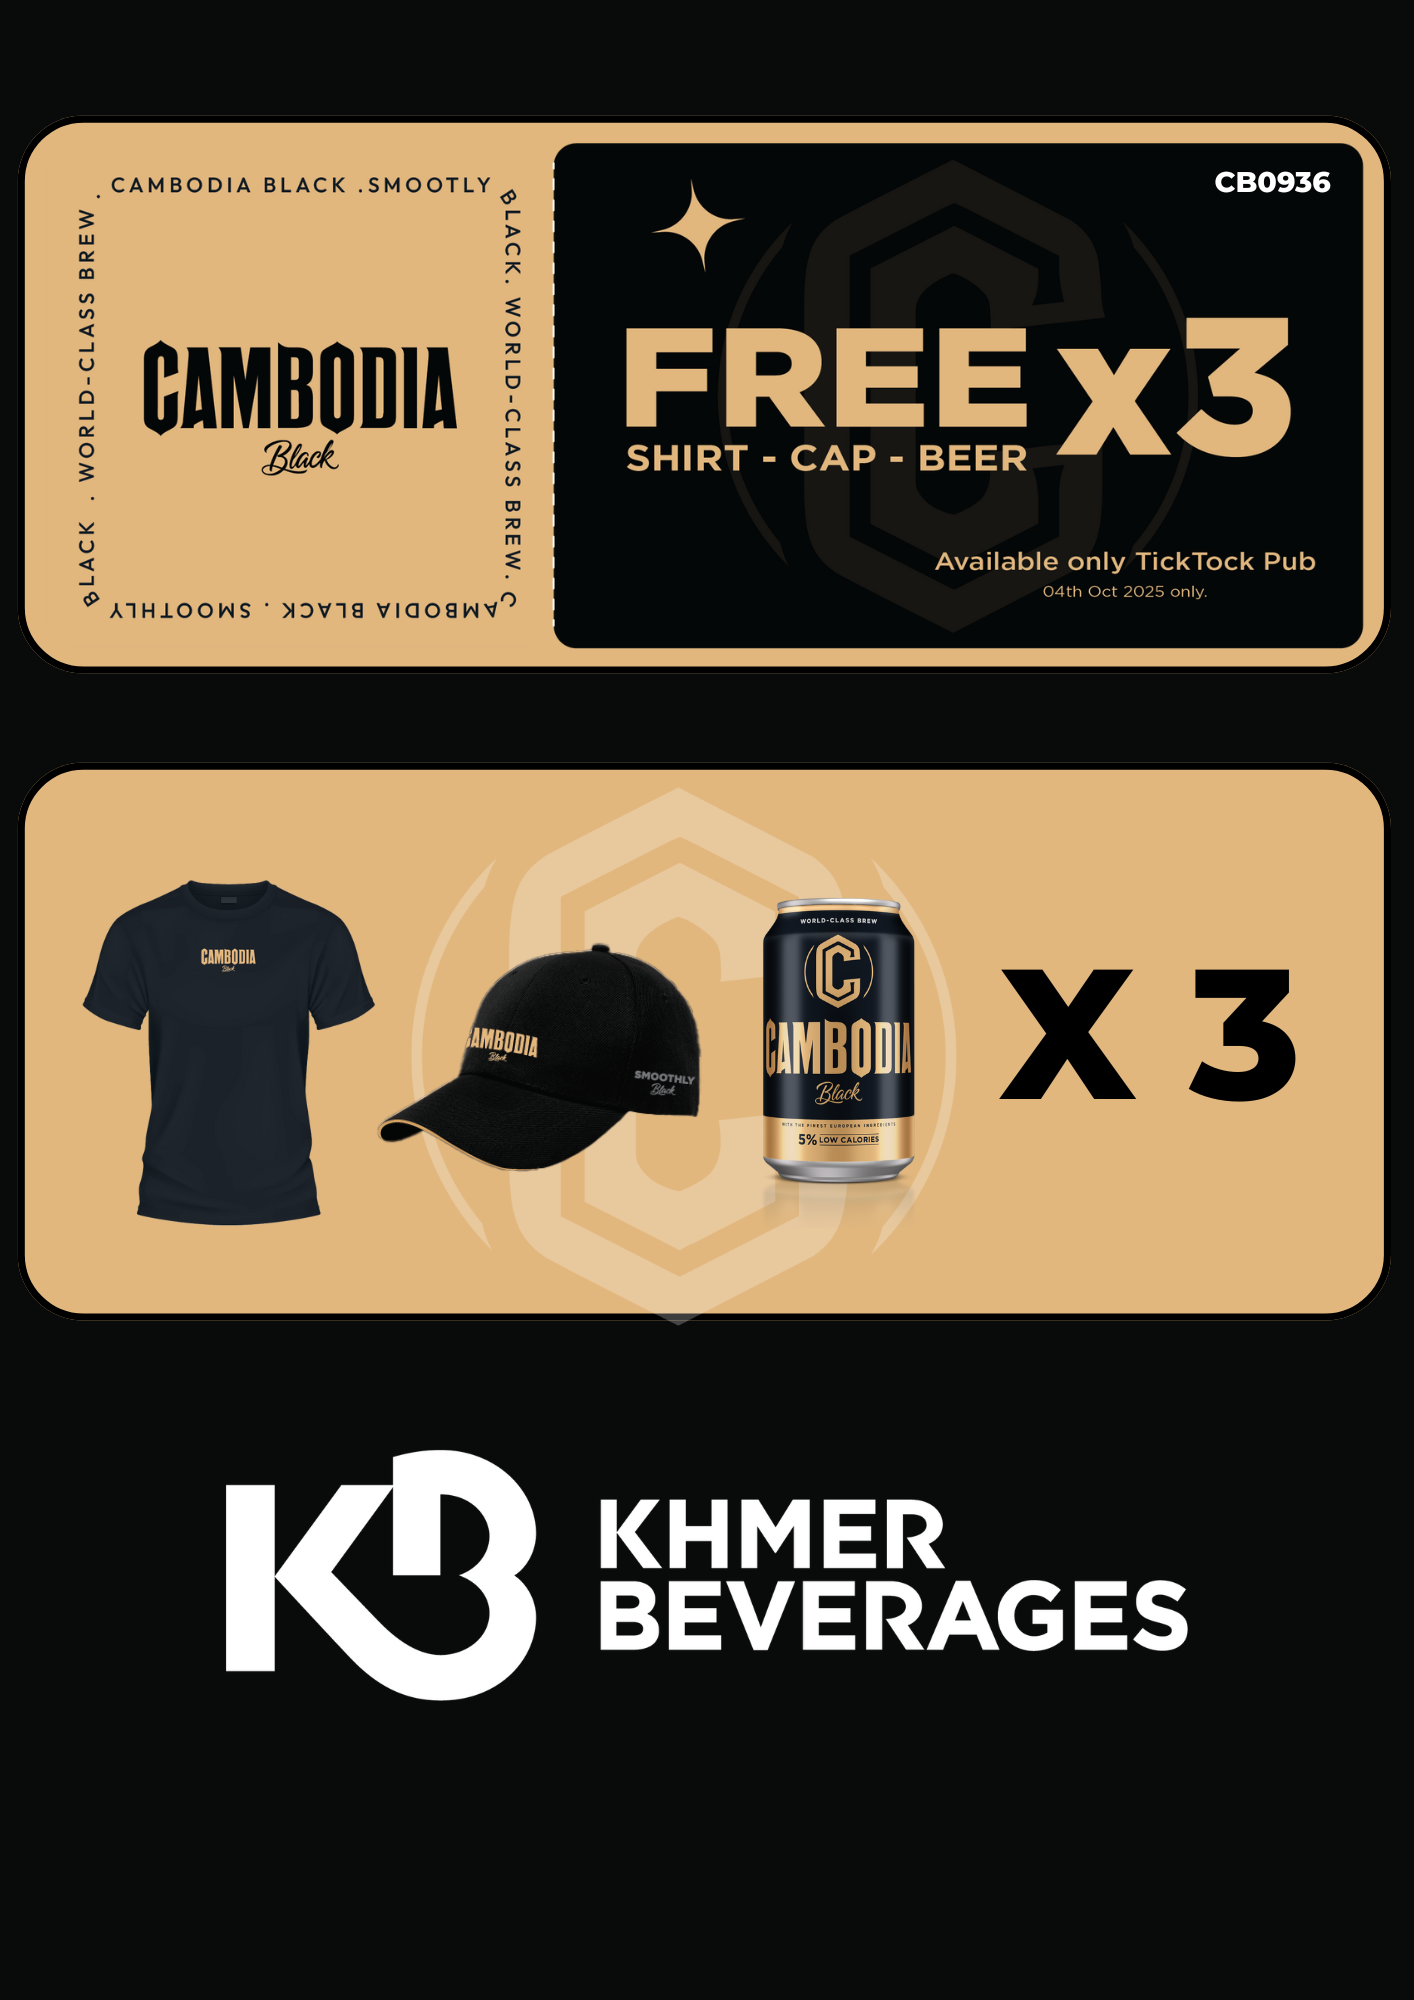 CAMBODIA BLACK .SMOOTLY
BLACK. WORLD-CLASS BREW.
CAMBODIA BLACK . SMOOTHLY
BLACK . WORLD-CLASS BREW .
CAMBODIA
Black
CB0936
FREE x3
SHIRT - CAP - BEER
Available only TickTock Pub
04th Oct 2025 only.
CAMBODIA
Black
CAMBODIA
Black
SMOOTHLY
Black
WORLD-CLASS BREW
C
CAMBODIA
Black
WITH THE FINEST EUROPEAN INGREDIENTS
5% LOW CALORIES
X 3
KB
KHMER
BEVERAGES